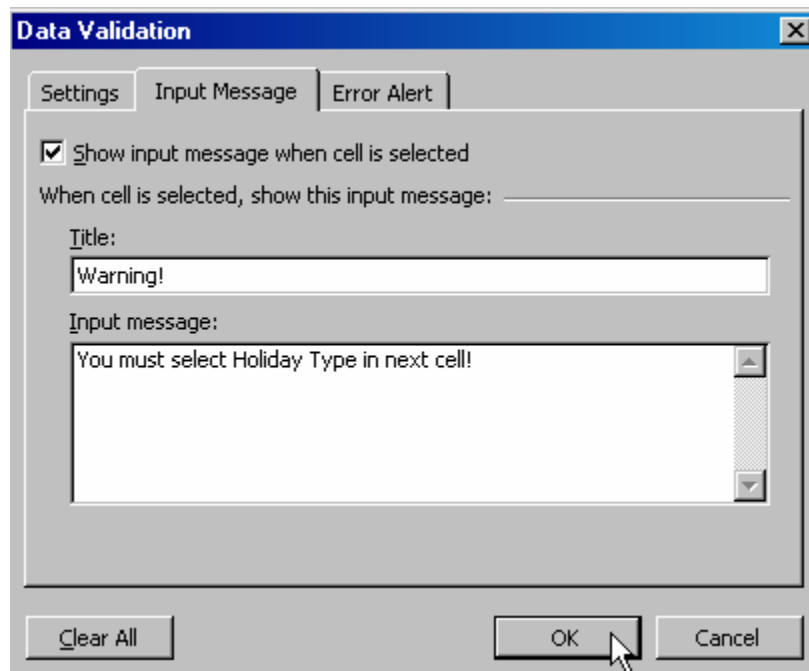 Data Validation
Settings Input Message Error Alert
Show input message when cell is selected
When cell is selected, show this input message:
Title:
Warning!
Input message:
You must select Holiday Type in next cell!
Clear All OK Cancel